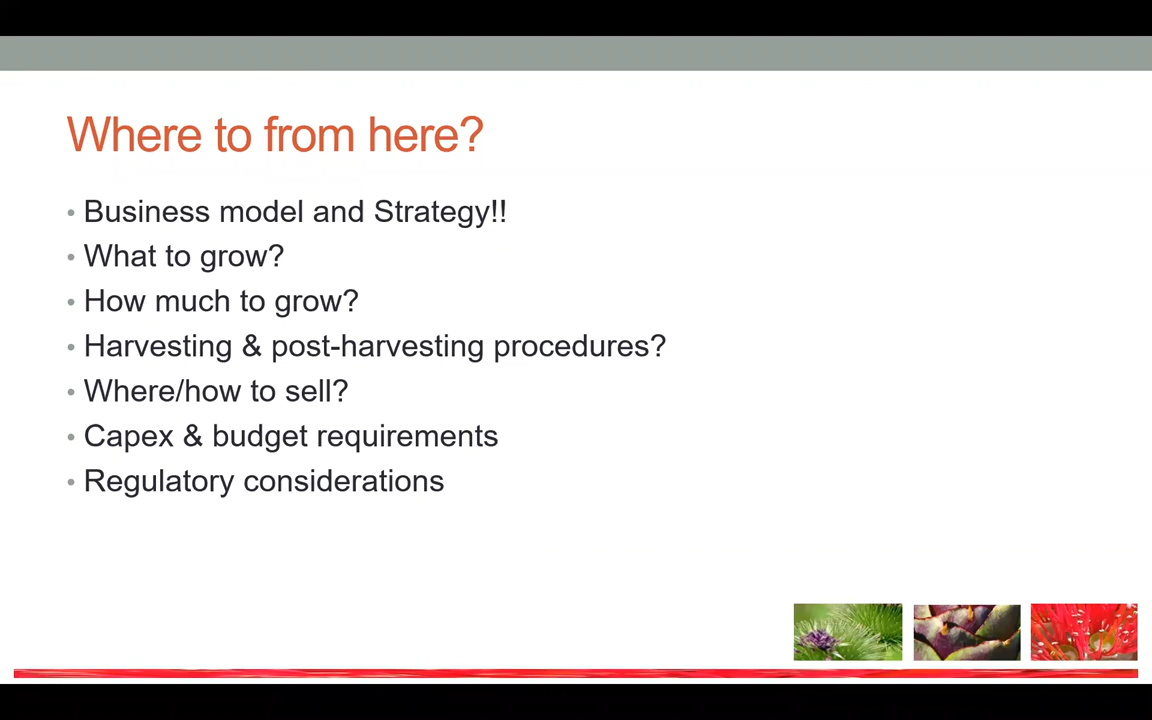 Where to from here?
• Business model and Strategy!!
• What to grow?
• How much to grow?
• Harvesting & post-harvesting procedures?
• Where/how to sell?
• Capex & budget requirements
• Regulatory considerations